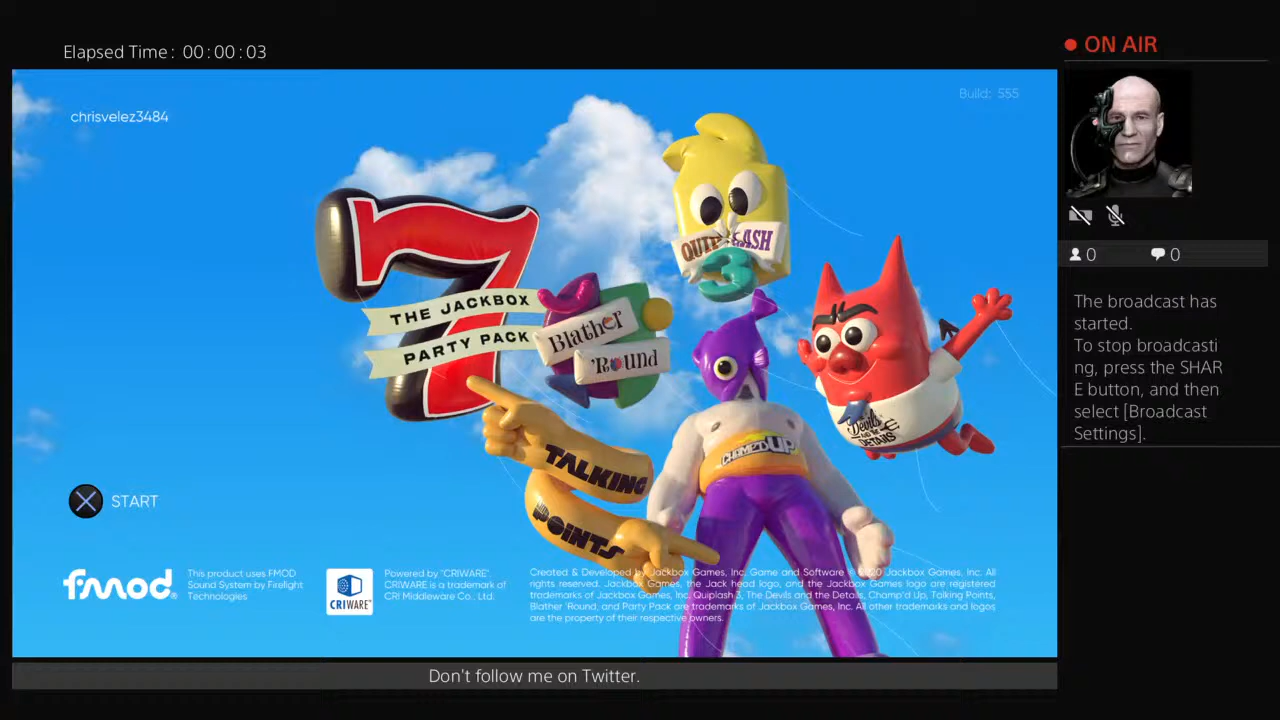 Elapsed Time: 00:00:03
ON AIR
chrisvelez3484
Build: 555
QUIPLASH
3
7
THE JACKBOX
PARTY PACK
Blather
'Round
The Devils
AND THE
DETAILS
CHAMP'D UP
TALKING
POINTS
START
0
0
The broadcast has
started.
To stop broadcasti
ng, press the SHAR
E button, and then
select [Broadcast
Settings].
fmod
This product uses FMOD
Sound System by Firelight
Technologies
CRIWARE
Powered by "CRIWARE"
CRIWARE is a trademark of
CRI Middleware Co., Ltd.
Created & Developed by Jackbox Games, Inc. Game and Software © 2020 Jackbox Games, Inc. All
rights reserved. Jackbox Games, the Jack head logo, and the Jackbox Games logo are registered
trademarks of Jackbox Games, Inc. Quiplash 3, The Devils and the Details, Champ'd Up, Talking Points,
Blather 'Round, and Party Pack are trademarks of Jackbox Games, Inc. All other trademarks and logos
are the property of their respective owners.
Don't follow me on Twitter.